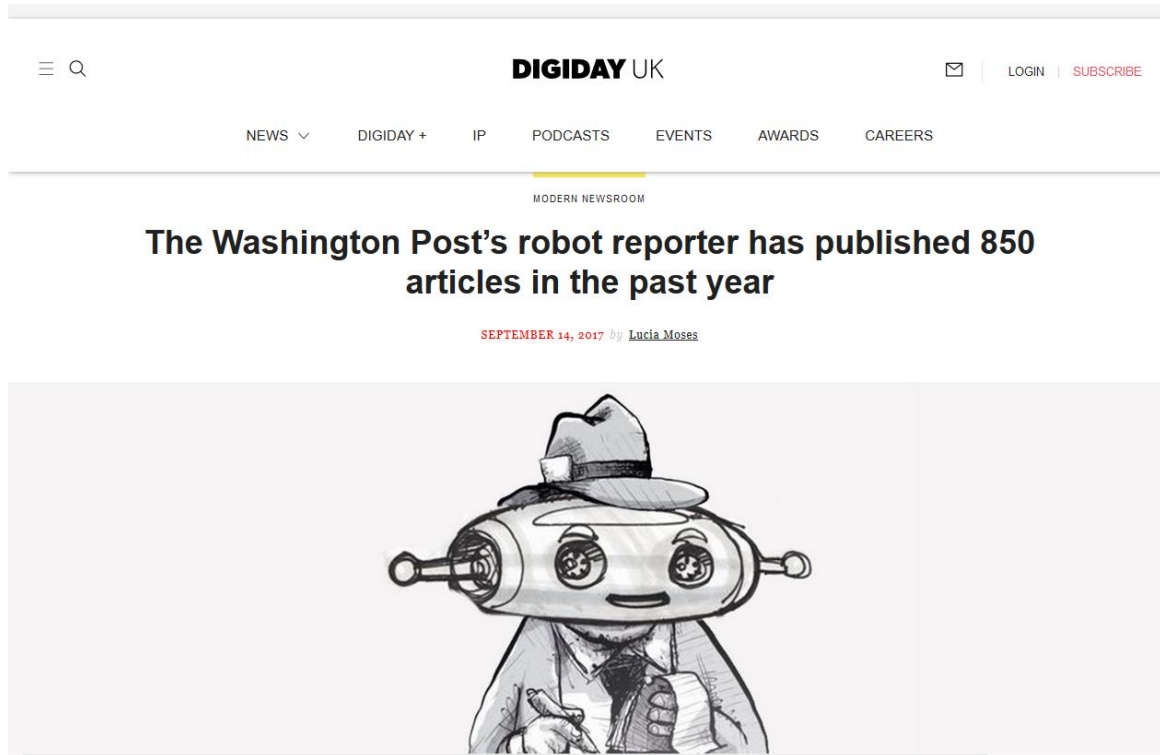 DIGIDAY UK
LOGIN | SUBSCRIBE
NEWS DIGIDAY + IP PODCASTS EVENTS AWARDS CAREERS
MODERN NEWSROOM
The Washington Post’s robot reporter has published 850
articles in the past year
SEPTEMBER 14, 2017 by Lucia Moses